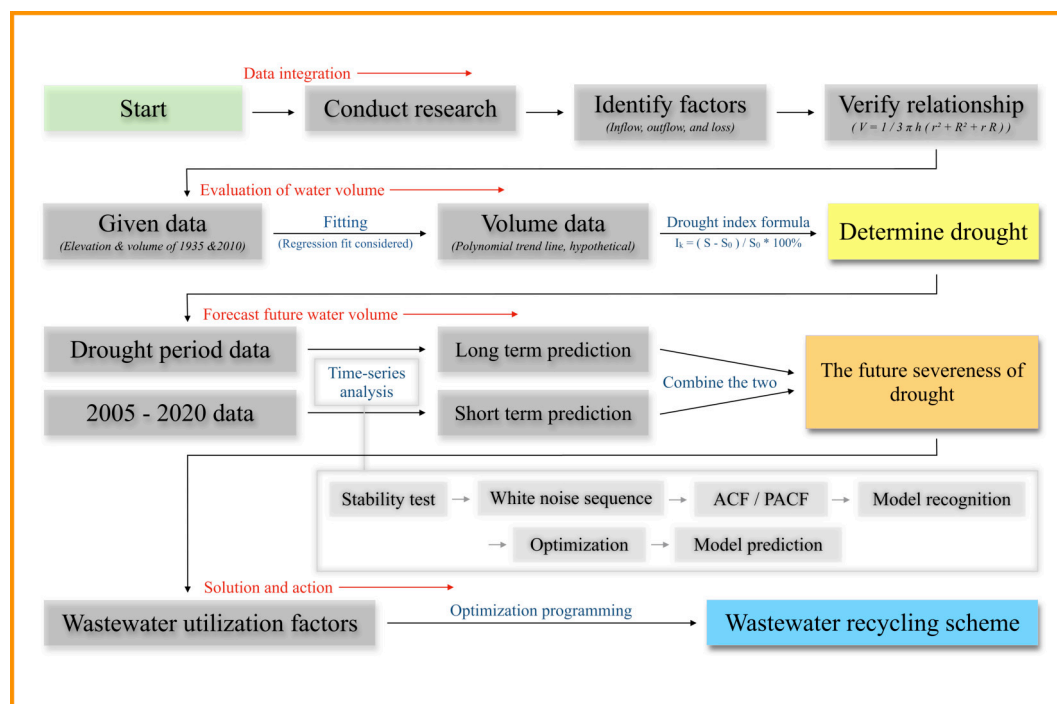 Data integration
Start
Conduct research
Identify factors
(Inflow, outflow, and loss)
Verify relationship
( V = 1 / 3 π h ( r² + R² + r R ) )
Evaluation of water volume
Given data
(Elevation & volume of 1935 &2010)
Fitting
(Regression fit considered)
Volume data
(Polynomial trend line, hypothetical)
Drought index formula
Iₖ = ( S - S₀ ) / S₀ * 100%
Determine drought
Forecast future water volume
Drought period data
Long term prediction
Time-series
analysis
Combine the two
The future severeness of
drought
2005 - 2020 data
Short term prediction
Stability test
White noise sequence
ACF / PACF
Model recognition
Optimization
Model prediction
Solution and action
Wastewater utilization factors
Optimization programming
Wastewater recycling scheme